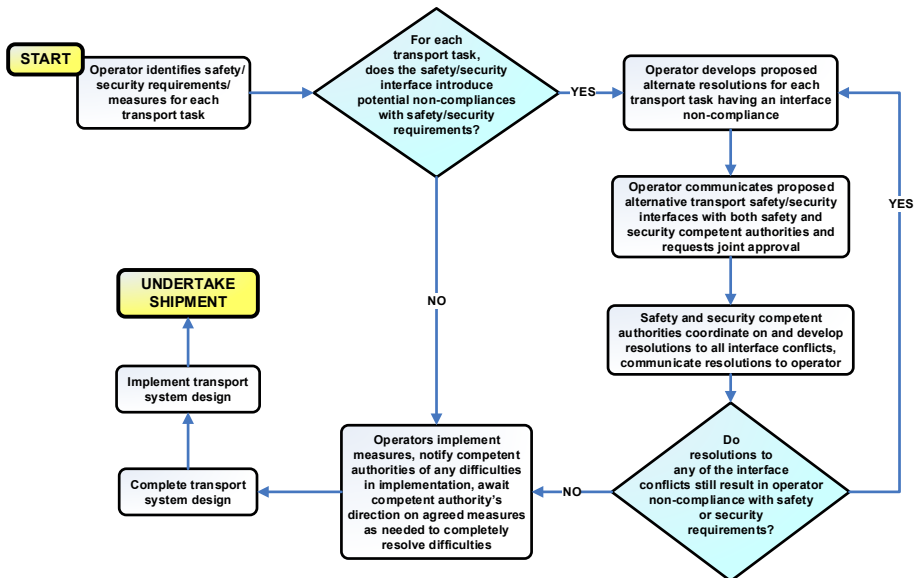 START
Operator identifies safety/
security requirements/
measures for each
transport task
For each
transport task,
does the safety/security
interface introduce
potential non-compliances
with safety/security
requirements?
YES
Operator develops proposed
alternate resolutions for each
transport task having an interface
non-compliance
Operator communicates proposed
alternative transport safety/security
interfaces with both safety and
security competent authorities and
requests joint approval
YES
NO
Safety and security competent
authorities coordinate on and develop
resolutions to all interface conflicts,
communicate resolutions to operator
Do
resolutions to
any of the interface
conflicts still result in operator
non-compliance with safety
or security
requirements?
NO
Operators implement
measures, notify competent
authorities of any difficulties
in implementation, await
competent authority's
direction on agreed measures
as needed to completely
resolve difficulties
Complete transport
system design
Implement transport
system design
UNDERTAKE
SHIPMENT